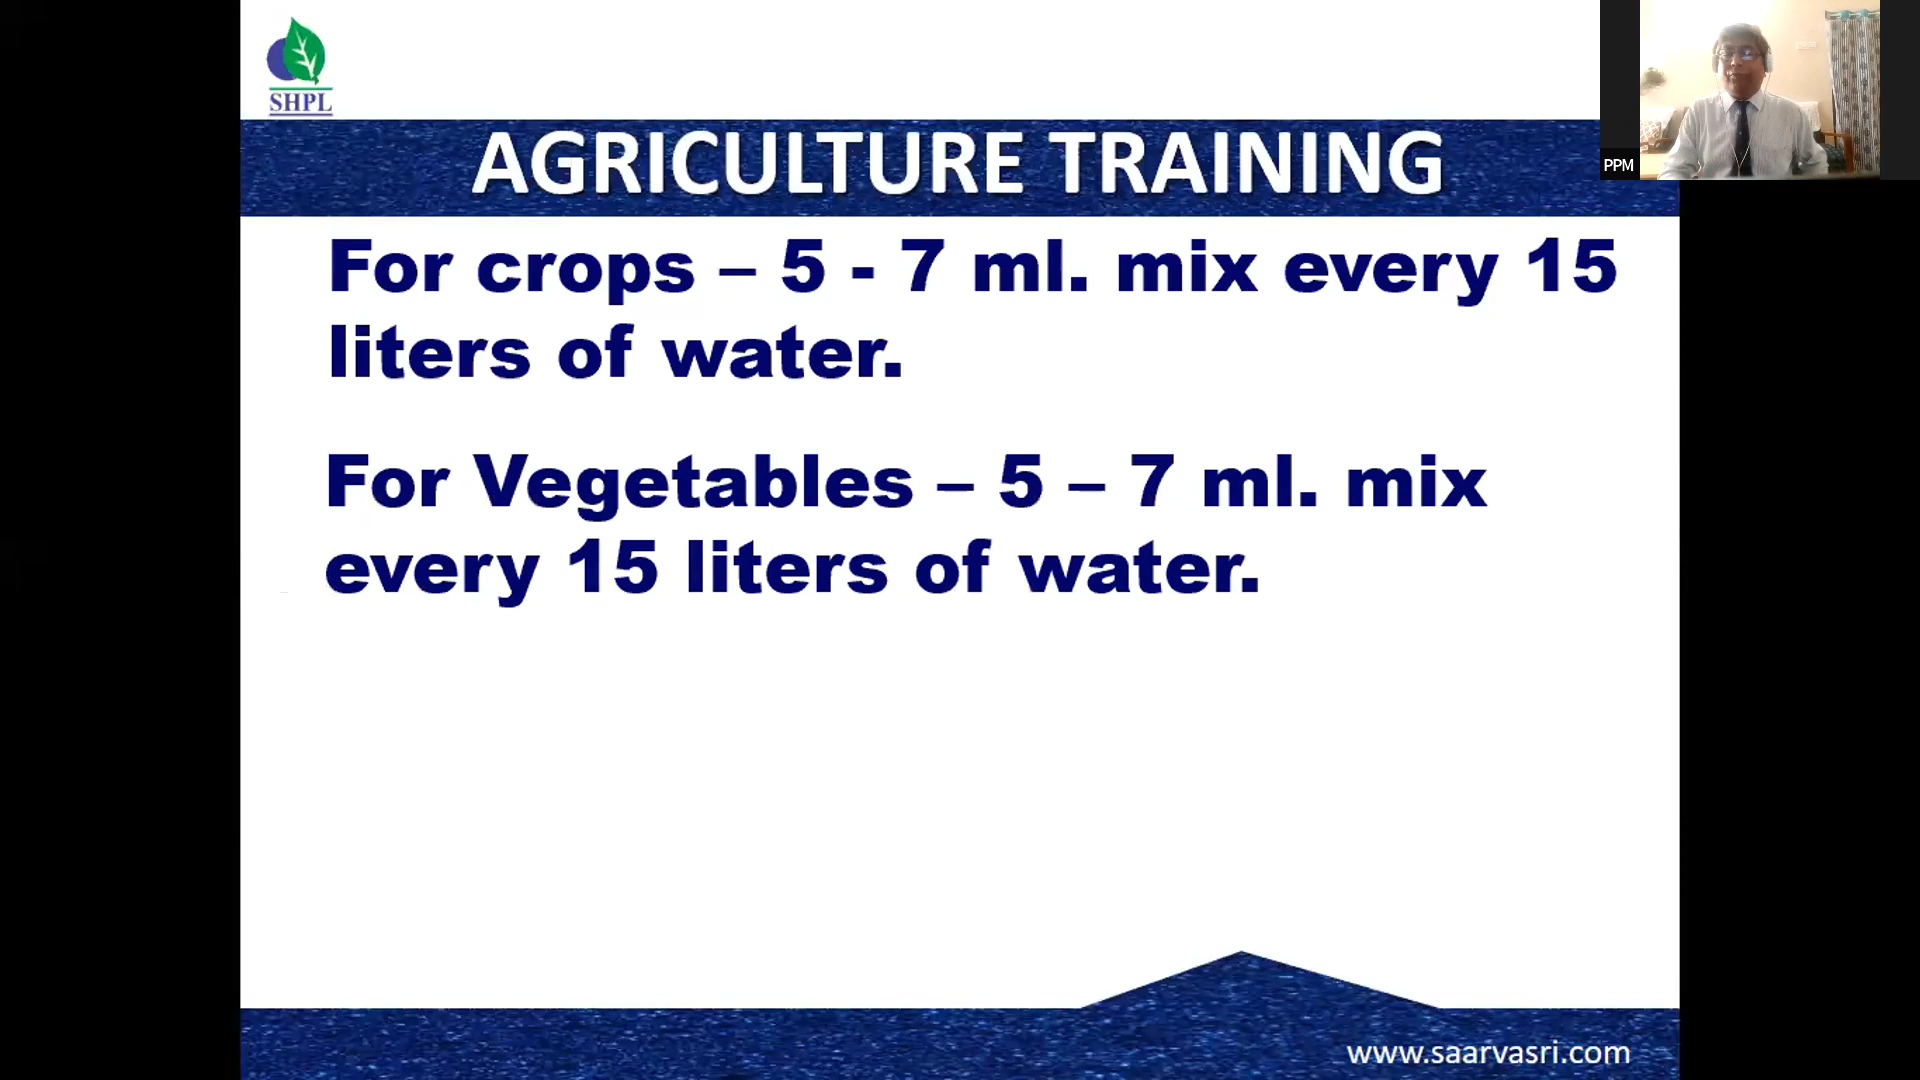 SHPL
AGRICULTURE TRAINING
PPM
For crops – 5 - 7 ml. mix every 15
liters of water.
For Vegetables – 5 – 7 ml. mix
every 15 liters of water.
www.saarvasri.com